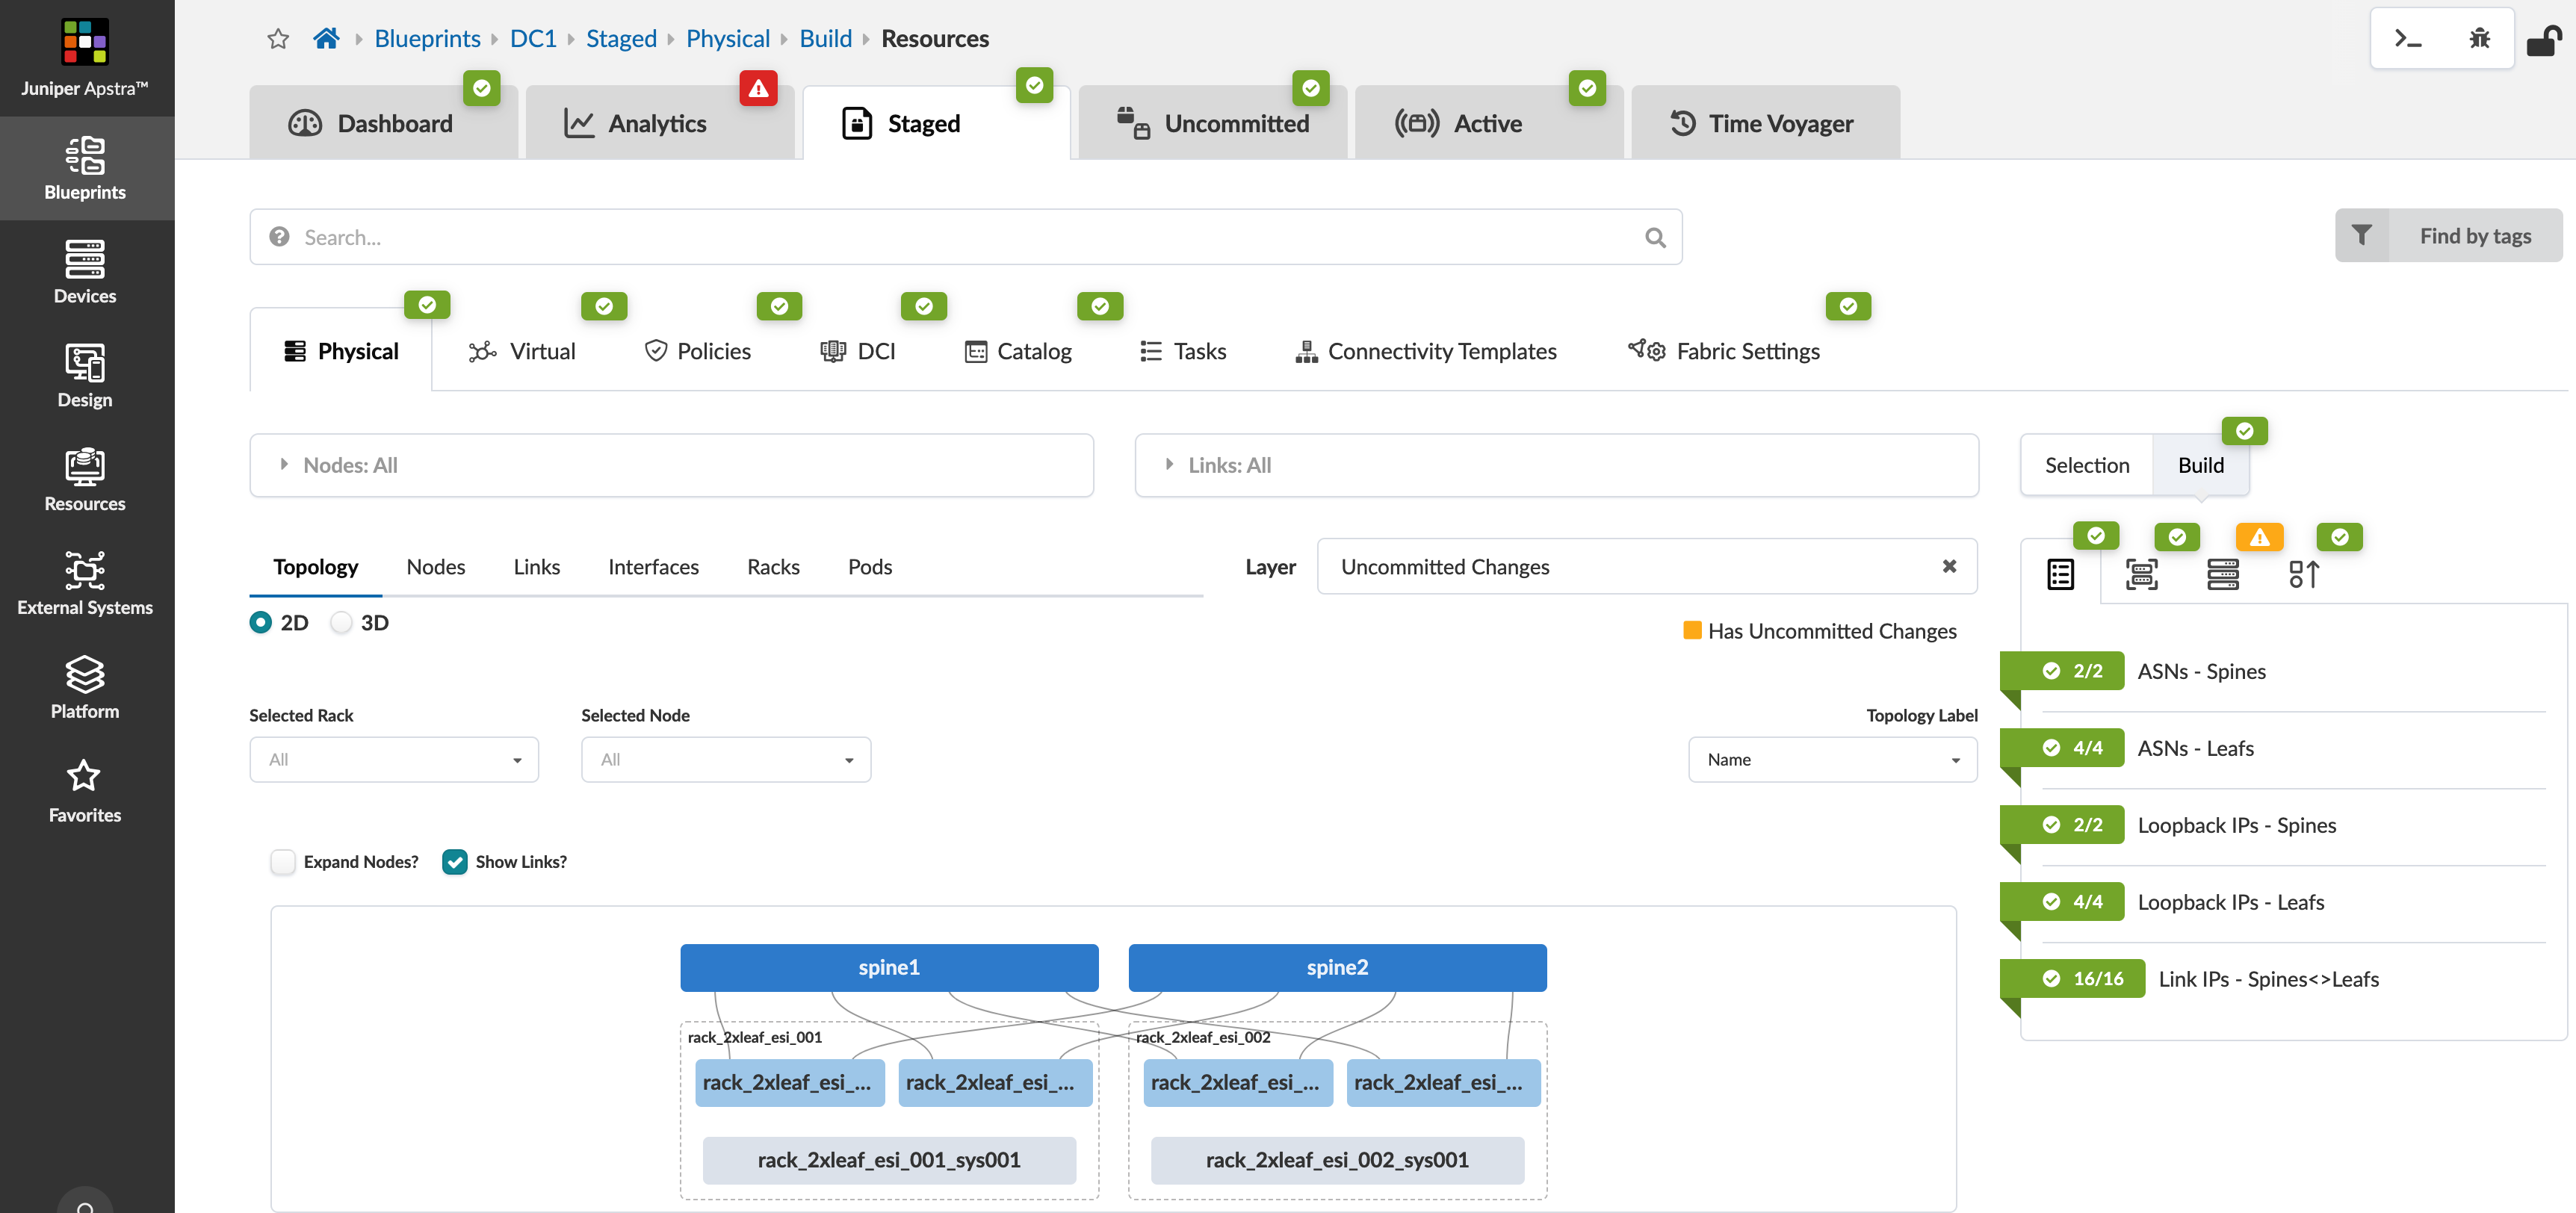 Juniper Apstra™
Blueprints
Devices
Design
Resources
External Systems
Platform
Favorites
Blueprints DC1 Staged Physical Build Resources
Dashboard Analytics Staged Uncommitted Active Time Voyager
Search...
Find by tags
Physical Virtual Policies DCI Catalog Tasks Connectivity Templates Fabric Settings
Nodes: All Links: All Selection Build
Topology Nodes Links Interfaces Racks Pods Layer Uncommitted Changes
2D 3D
Has Uncommitted Changes
Selected Rack Selected Node Topology Label
All All Name
Expand Nodes? Show Links?
spine1 spine2
rack_2xleaf_esi_001 rack_2xleaf_esi_002
rack_2xleaf_esi_... rack_2xleaf_esi_... rack_2xleaf_esi_... rack_2xleaf_esi_...
rack_2xleaf_esi_001_sys001 rack_2xleaf_esi_002_sys001
2/2 ASNs - Spines
4/4 ASNs - Leafs
2/2 Loopback IPs - Spines
4/4 Loopback IPs - Leafs
16/16 Link IPs - Spines<>Leafs